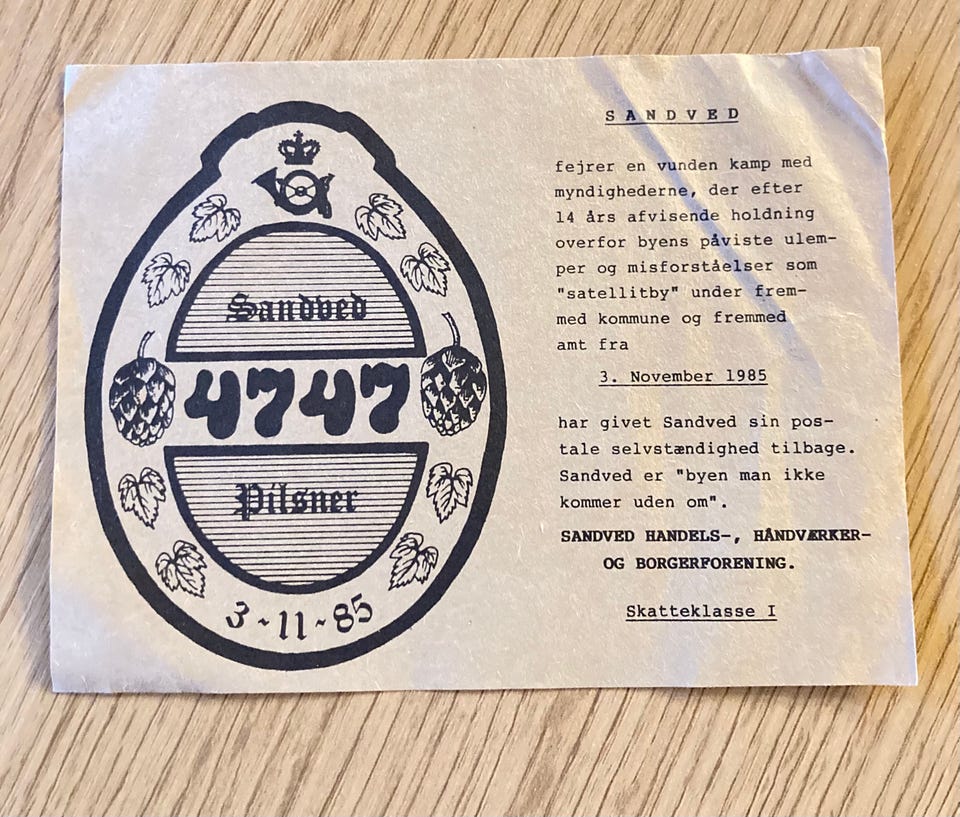 Sandved
4747
Pilsner
3-11-85
SANDVED
fejrer en vunden kamp med
myndighederne, der efter
14 års afvisende holdning
overfor byens påviste ulem-
per og misforståelser som
"satellitby" under frem-
med kommune og fremmed
amt fra
3. November 1985
har givet Sandved sin pos-
tale selvstændighed tilbage.
Sandved er "byen man ikke
kommer uden om".
SANDVED HANDELS-, HÅNDVÆRKER-
OG BORGERFORENING.
Skatteklasse I